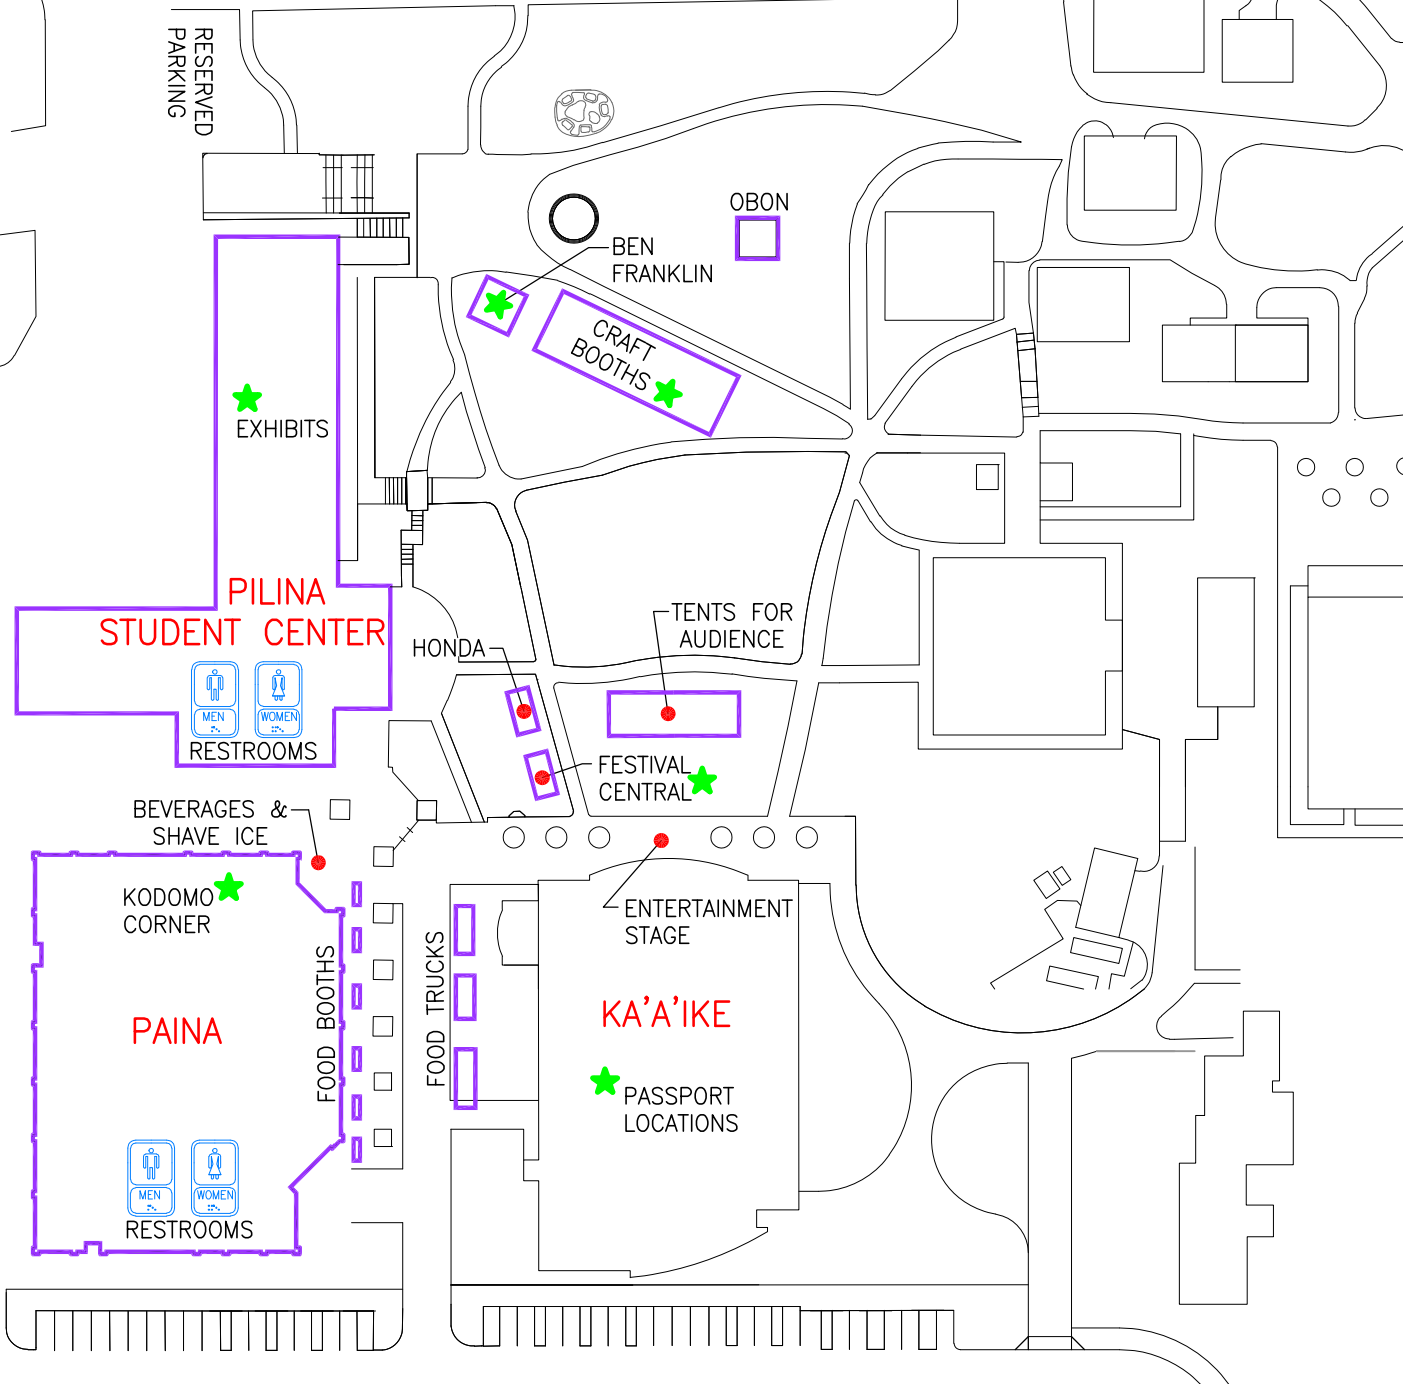 RESERVED
PARKING
OBON
BEN
FRANKLIN
CRAFT
BOOTHS
EXHIBITS
PILINA
STUDENT CENTER
MEN
WOMEN
RESTROOMS
HONDA
TENTS FOR
AUDIENCE
FESTIVAL
CENTRAL
BEVERAGES &
SHAVE ICE
KODOMO
CORNER
FOOD BOOTHS
FOOD TRUCKS
ENTERTAINMENT
STAGE
PAINA
KA'A'IKE
PASSPORT
LOCATIONS
MEN
WOMEN
RESTROOMS